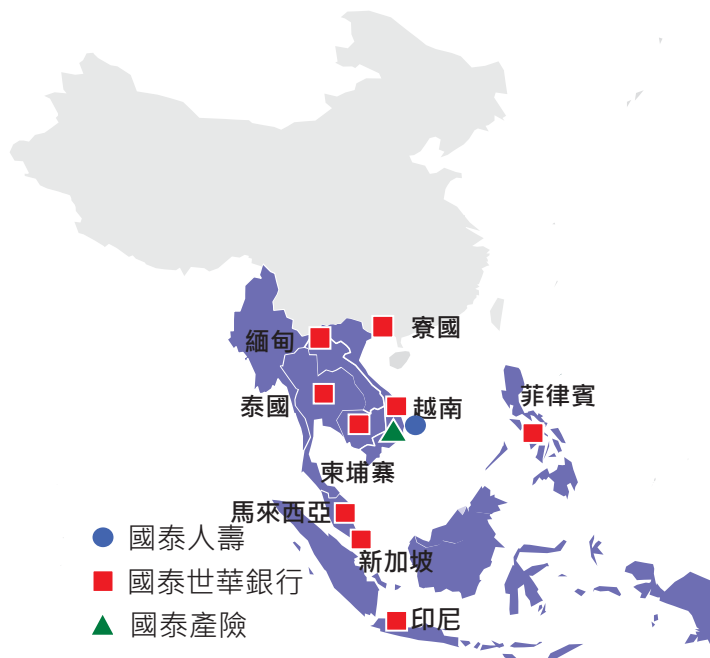 寮國
緬甸
泰國
越南
菲律賓
柬埔寨
馬來西亞
國泰人壽
新加坡
國泰世華銀行
印尼
國泰產險